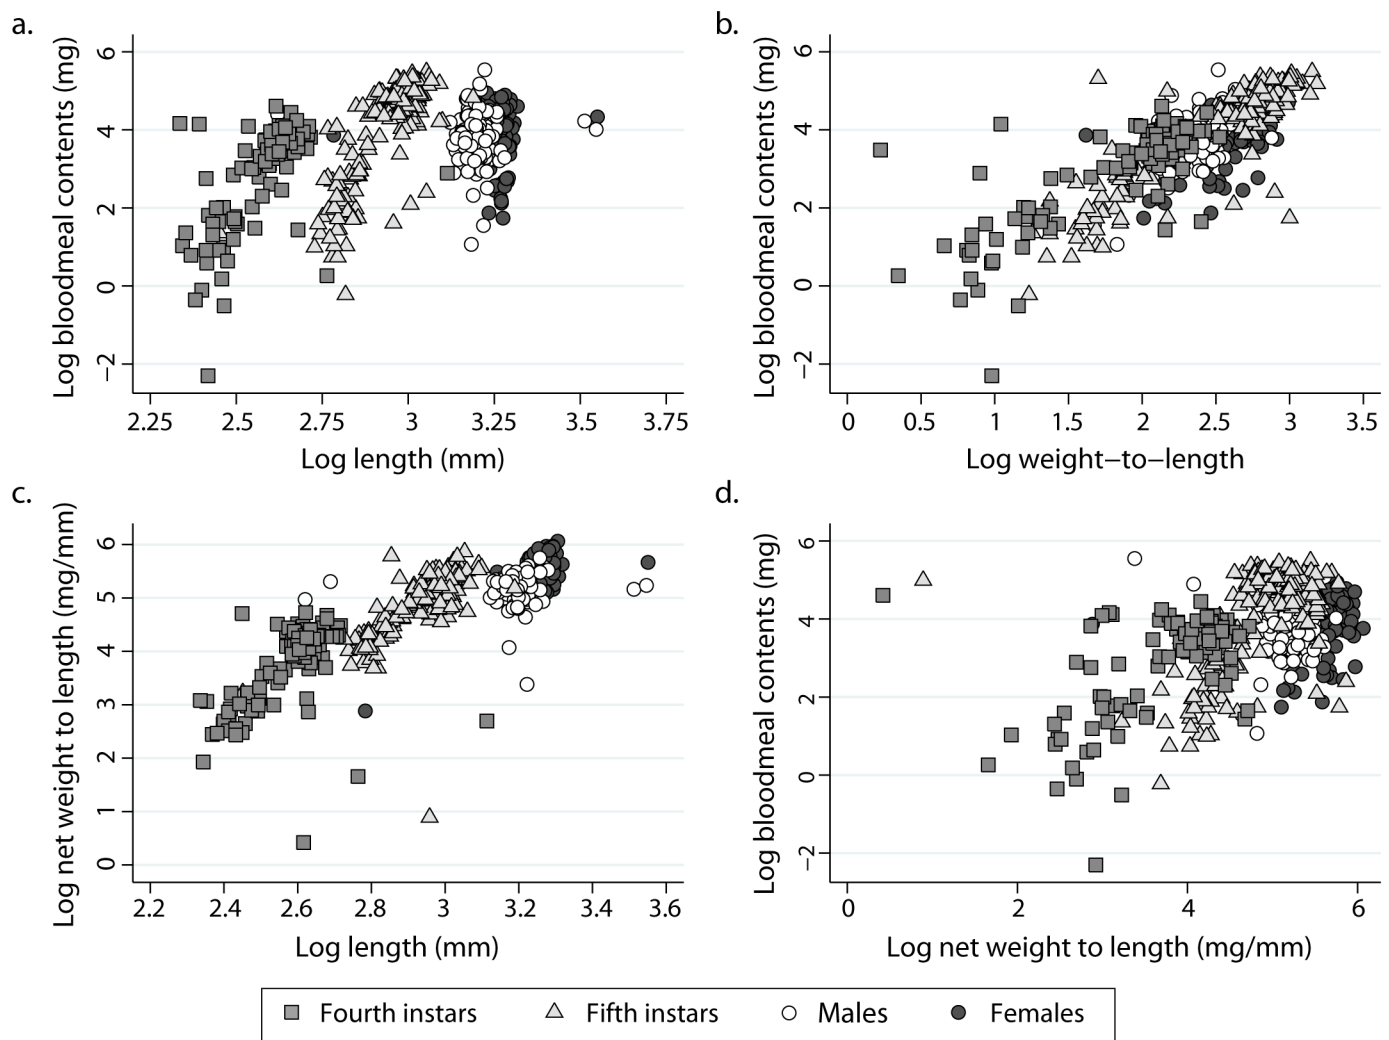 a.
Log bloodmeal contents (mg)
6
4
2
0
−2
2.25 2.5 2.75 3 3.25 3.5 3.75
Log length (mm)
b.
Log bloodmeal contents (mg)
6
4
2
0
−2
0 0.5 1 1.5 2 2.5 3 3.5
Log weight−to−length
c.
Log net weight to length (mg/mm)
6
5
4
3
2
1
0
2.2 2.4 2.6 2.8 3 3.2 3.4 3.6
Log length (mm)
d.
Log bloodmeal contents (mg)
6
4
2
0
−2
0 2 4 6
Log net weight to length (mg/mm)
Fourth instars Fifth instars Males Females